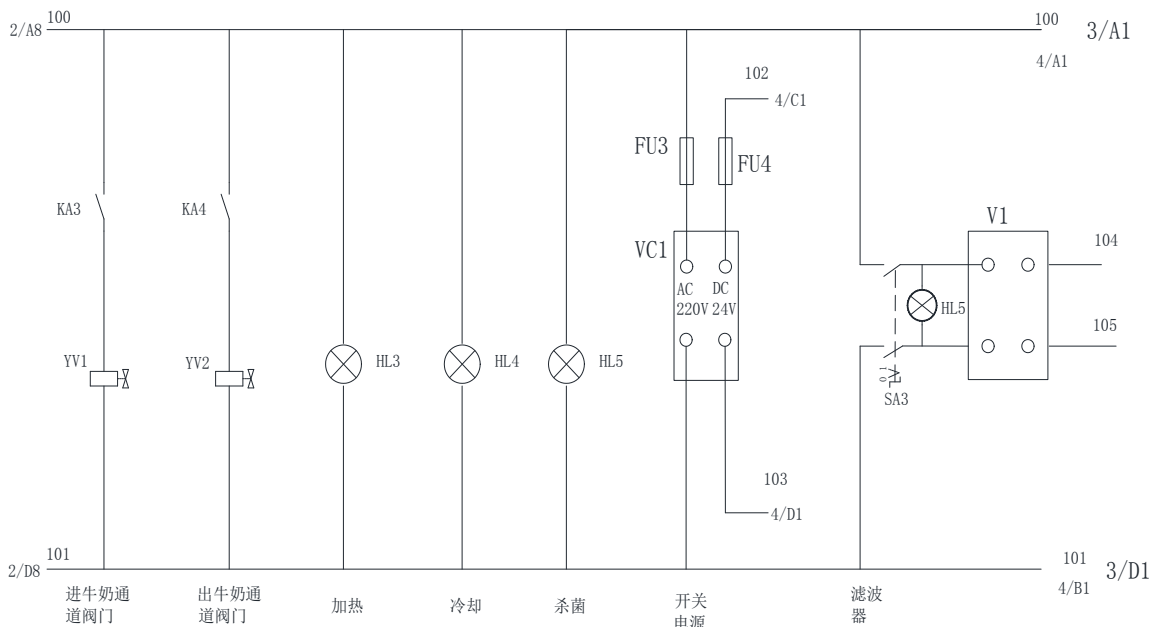 100
2/A8
100
3/A1
4/A1
102
4/C1
FU3
FU4
KA3
KA4
V1
VC1
104
AC
DC
220V
24V
HL5
105
YV1
YV2
HL3
HL4
HL5
1 0
SA3
103
4/D1
101
2/D8
101
3/D1
4/B1
进牛奶通
道阀门
出牛奶通
道阀门
加热
冷却
杀菌
开关
电源
滤波
器